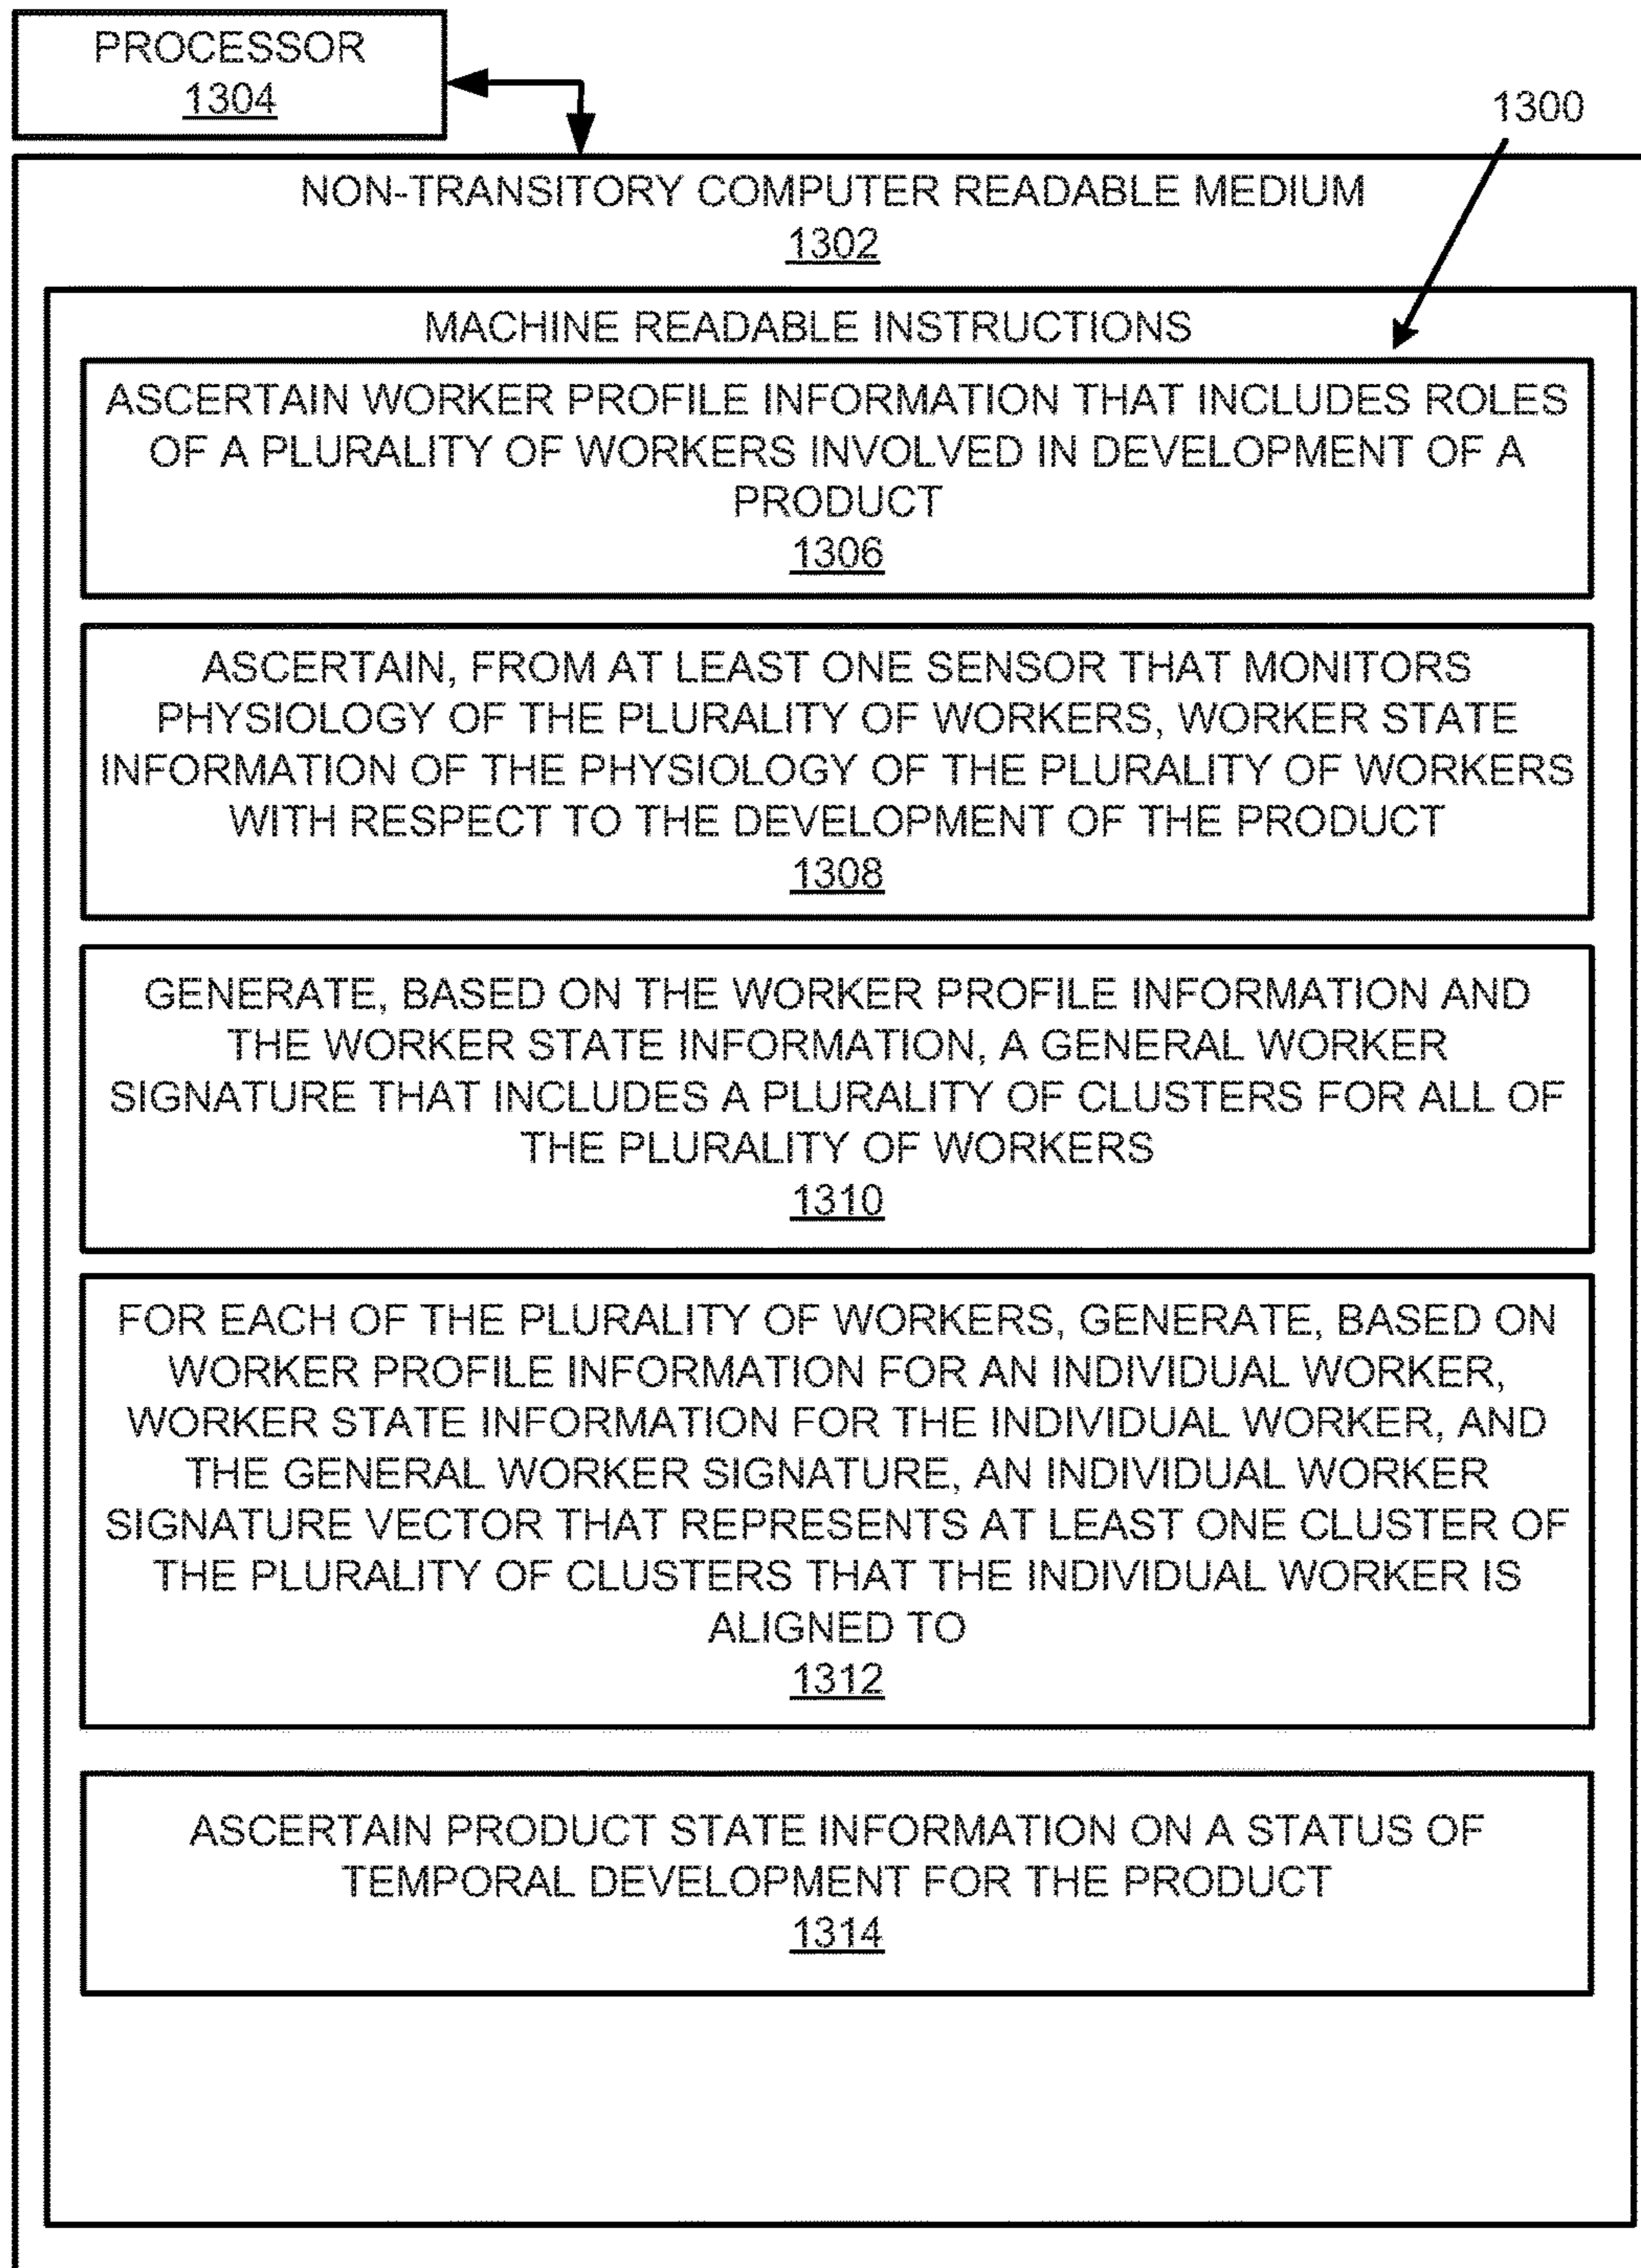 PROCESSOR
1304
1300
NON-TRANSITORY COMPUTER READABLE MEDIUM
1302
MACHINE READABLE INSTRUCTIONS
ASCERTAIN WORKER PROFILE INFORMATION THAT INCLUDES ROLES
OF A PLURALITY OF WORKERS INVOLVED IN DEVELOPMENT OF A
PRODUCT
1306
ASCERTAIN, FROM AT LEAST ONE SENSOR THAT MONITORS
PHYSIOLOGY OF THE PLURALITY OF WORKERS, WORKER STATE
INFORMATION OF THE PHYSIOLOGY OF THE PLURALITY OF WORKERS
WITH RESPECT TO THE DEVELOPMENT OF THE PRODUCT
1308
GENERATE, BASED ON THE WORKER PROFILE INFORMATION AND
THE WORKER STATE INFORMATION, A GENERAL WORKER
SIGNATURE THAT INCLUDES A PLURALITY OF CLUSTERS FOR ALL OF
THE PLURALITY OF WORKERS
1310
FOR EACH OF THE PLURALITY OF WORKERS, GENERATE, BASED ON
WORKER PROFILE INFORMATION FOR AN INDIVIDUAL WORKER,
WORKER STATE INFORMATION FOR THE INDIVIDUAL WORKER, AND
THE GENERAL WORKER SIGNATURE, AN INDIVIDUAL WORKER
SIGNATURE VECTOR THAT REPRESENTS AT LEAST ONE CLUSTER OF
THE PLURALITY OF CLUSTERS THAT THE INDIVIDUAL WORKER IS
ALIGNED TO
1312
ASCERTAIN PRODUCT STATE INFORMATION ON A STATUS OF
TEMPORAL DEVELOPMENT FOR THE PRODUCT
1314